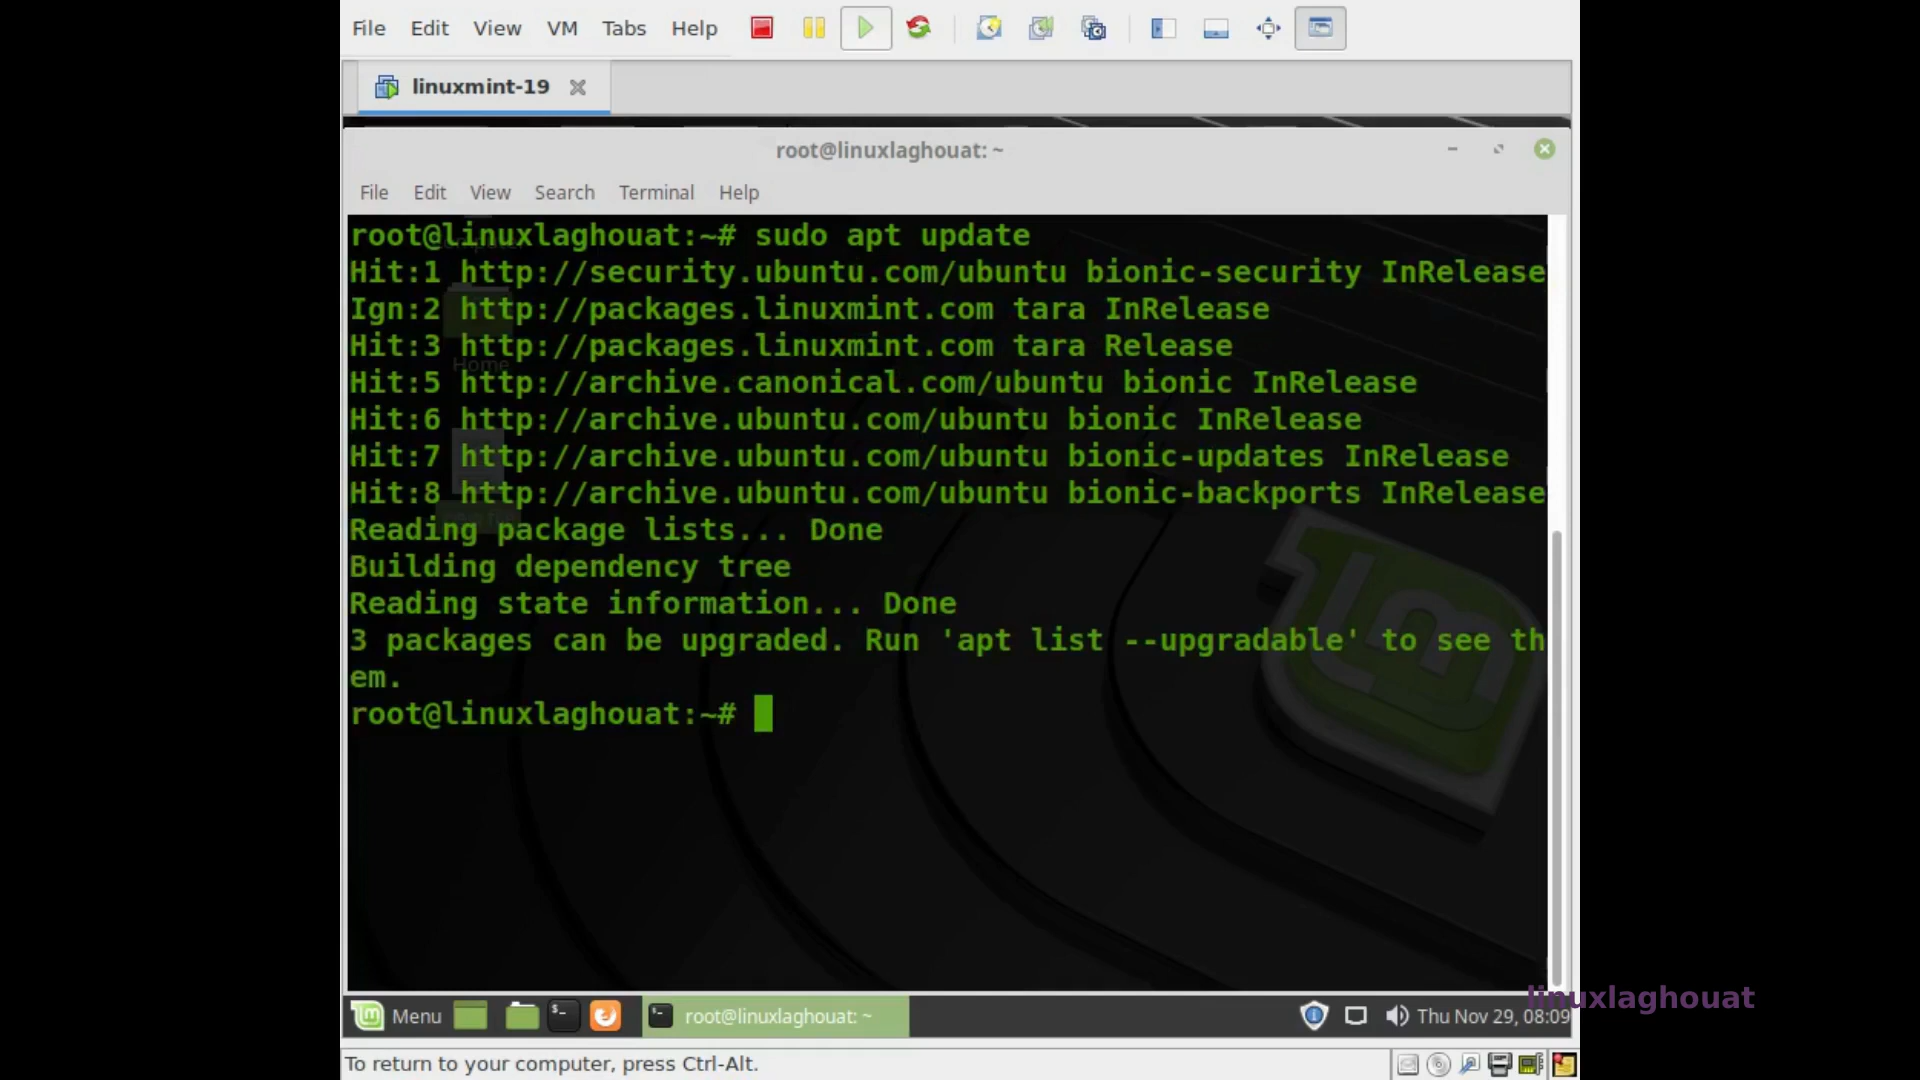 File Edit View VM Tabs Help
linuxmint-19
root@linuxlaghouat: ~
File Edit View Search Terminal Help
root@linuxlaghouat:~# sudo apt update
Hit:1 http://security.ubuntu.com/ubuntu bionic-security InRelease
Ign:2 http://packages.linuxmint.com tara InRelease
Hit:3 http://packages.linuxmint.com tara Release
Hit:5 http://archive.canonical.com/ubuntu bionic InRelease
Hit:6 http://archive.ubuntu.com/ubuntu bionic InRelease
Hit:7 http://archive.ubuntu.com/ubuntu bionic-updates InRelease
Hit:8 http://archive.ubuntu.com/ubuntu bionic-backports InRelease
Reading package lists... Done
Building dependency tree
Reading state information... Done
3 packages can be upgraded. Run 'apt list --upgradable' to see th
em.
root@linuxlaghouat:~#
Home
linuxlaghouat
Menu root@linuxlaghouat: ~ Thu Nov 29, 08:09
To return to your computer, press Ctrl-Alt.